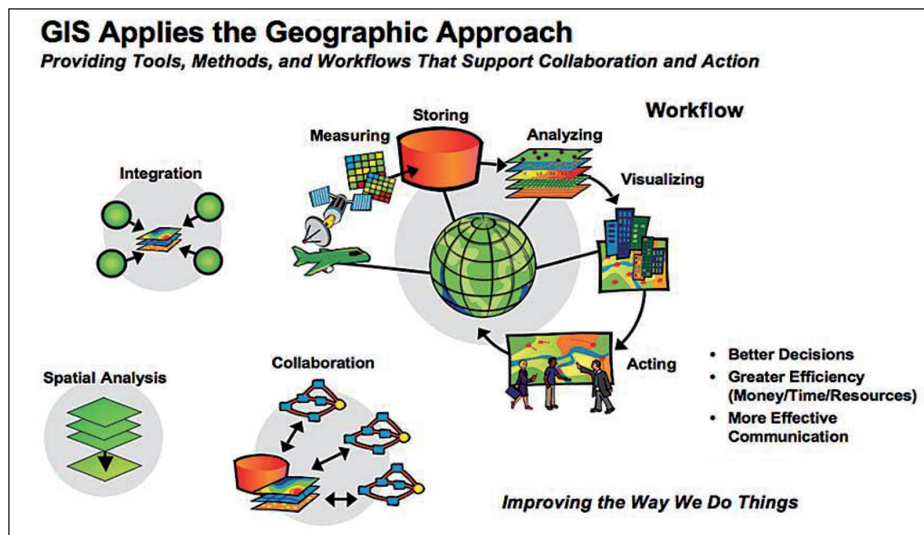 GIS Applies the Geographic Approach
Providing Tools, Methods, and Workflows That Support Collaboration and Action
Workflow
Storing
Measuring
Analyzing
Integration
Visualizing
Acting
Collaboration
Spatial Analysis
• Better Decisions
• Greater Efficiency
(Money/Time/Resources)
• More Effective
Communication
Improving the Way We Do Things